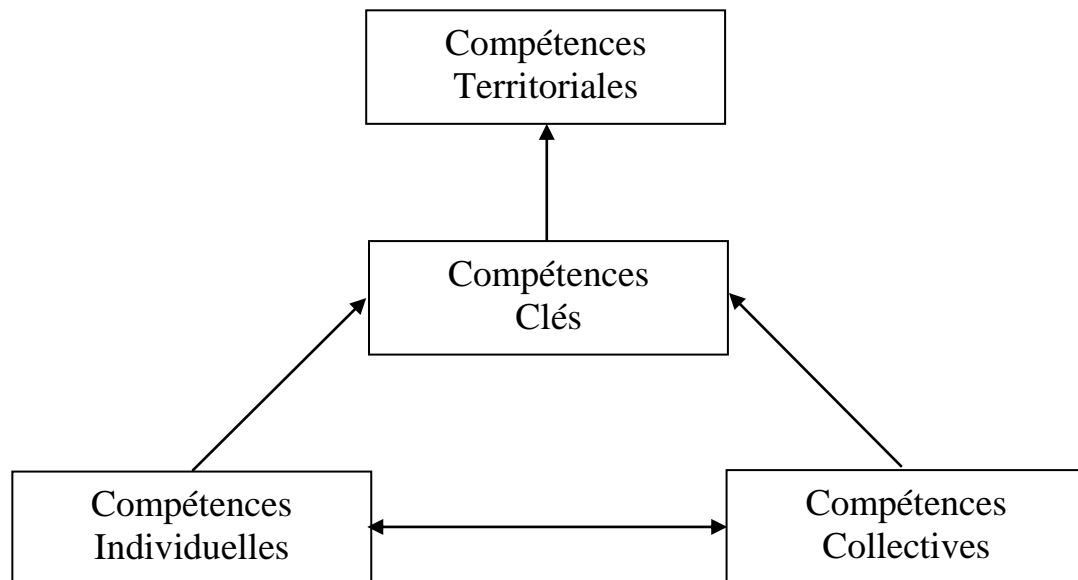 Compétences
Territoriales
Compétences
Clés
Compétences
Individuelles
Compétences
Collectives